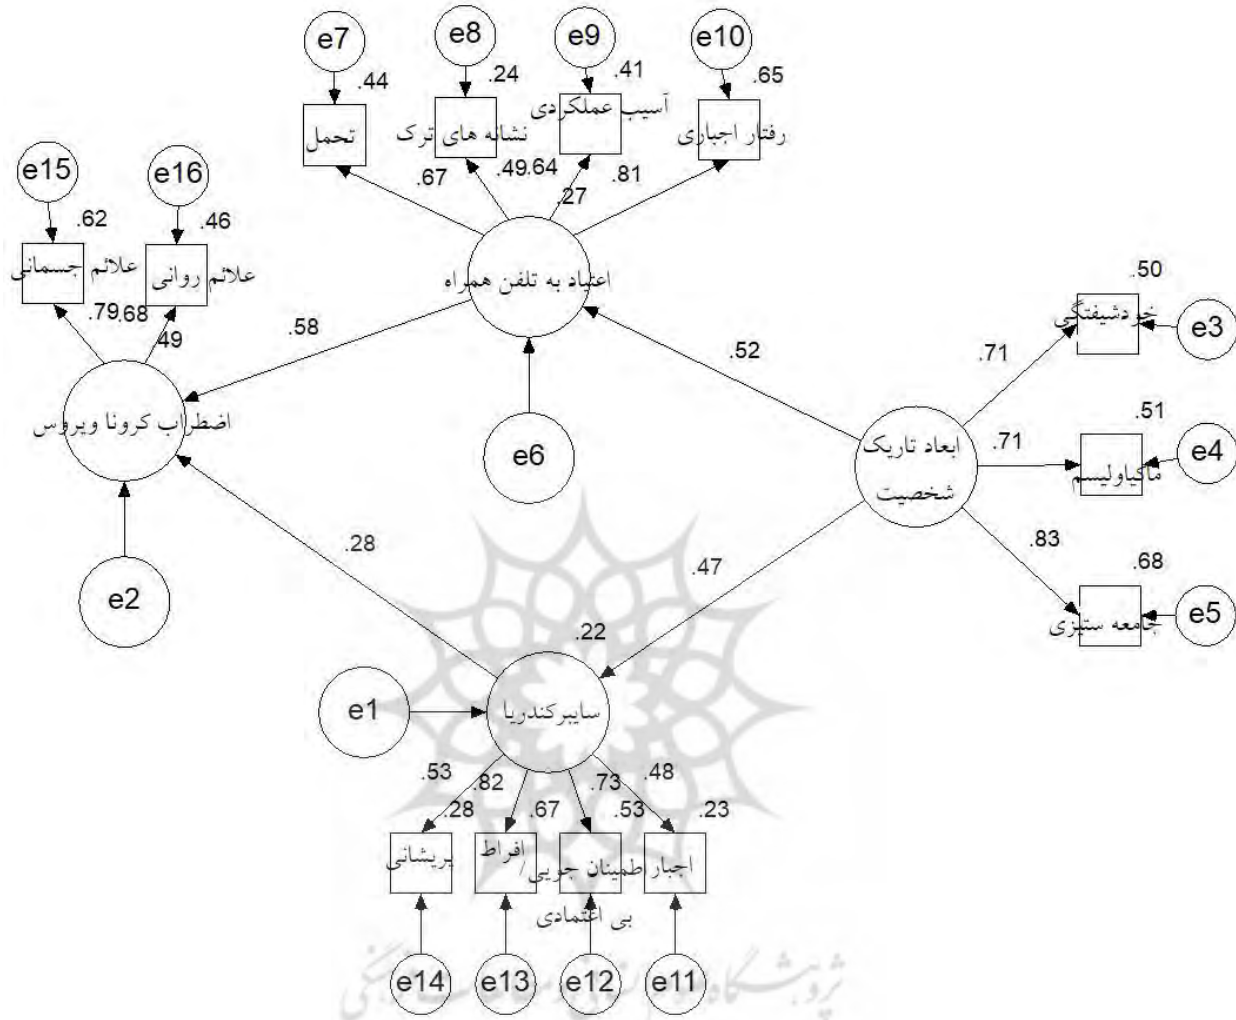 e7
e8
e9
e10
.44
.24
.41
.65
تحمل
نشانه های ترک
آسیب عملکردی
رفتار اجباری
.67
.49
.64
.27
.81
e15
e16
.62
.46
علائم جسمانی
علائم روانی
.79
.68
.49
اعتیاد به تلفن همراه
.58
.52
اضطراب کرونا ویروس
e6
e2
ابعاد تاریک
شخصیت
.50
خودشیفتگی
e3
.71
.51
ماکیاولیسم
e4
.71
.83
.68
جامعه ستیزی
e5
.28
.47
.22
e1
سایبرکندریا
.53
.82
.73
.48
.28
.67
.53
.23
پریشانی
افراط
اطمینان جویی/
بی اعتمادی
اجبار
e14
e13
e12
e11